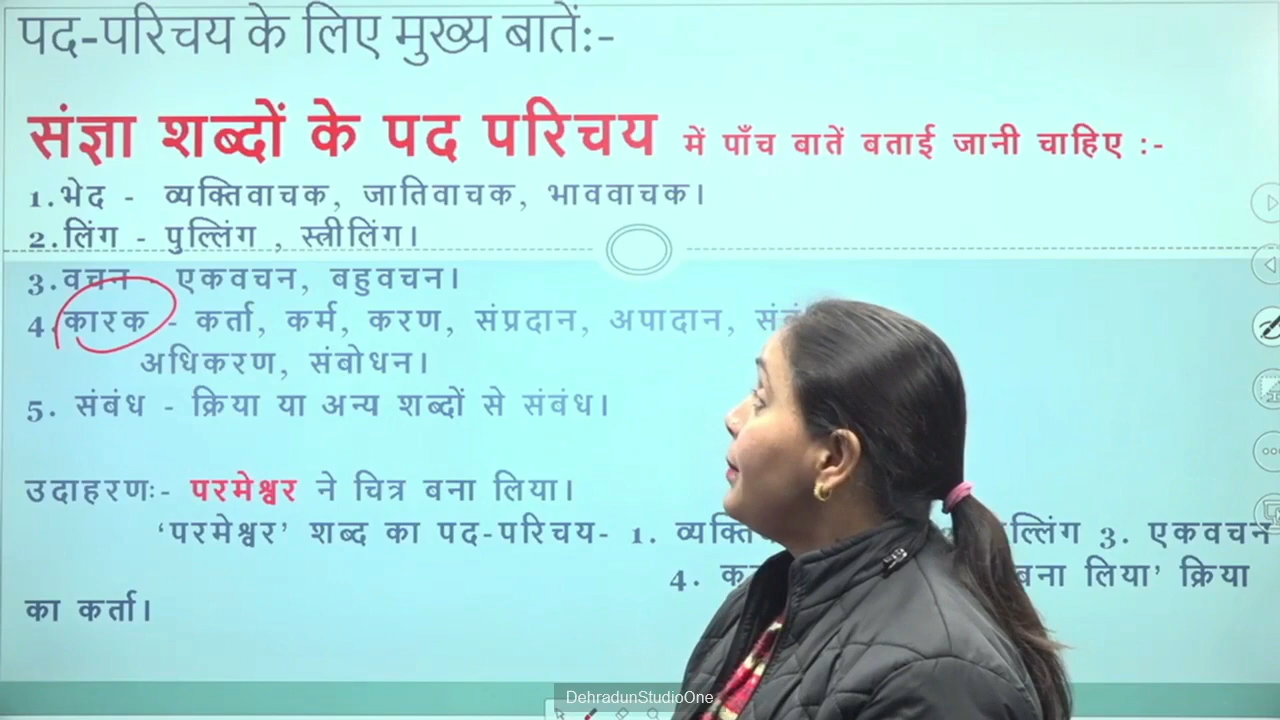 पद-परिचय के लिए मुख्य बातें:-
संज्ञा शब्दों के पद परिचय में पाँच बातें बताई जानी चाहिए :-
1.भेद - व्यक्तिवाचक, जातिवाचक, भाववाचक।
2.लिंग - पुल्लिंग , स्त्रीलिंग।
3.वचन - एकवचन, बहुवचन।
4.कारक - कर्ता, कर्म, करण, संप्रदान, अपादान,
अधिकरण, संबोधन।
5. संबंध - क्रिया या अन्य शब्दों से संबंध।
उदाहरणः- परमेश्वर ने चित्र बना लिया।
‘परमेश्वर’ शब्द का पद-परिचय- 1. 3. एकवचन
4. बना लिया’ क्रिया
का कर्ता।
DehradunStudioOne